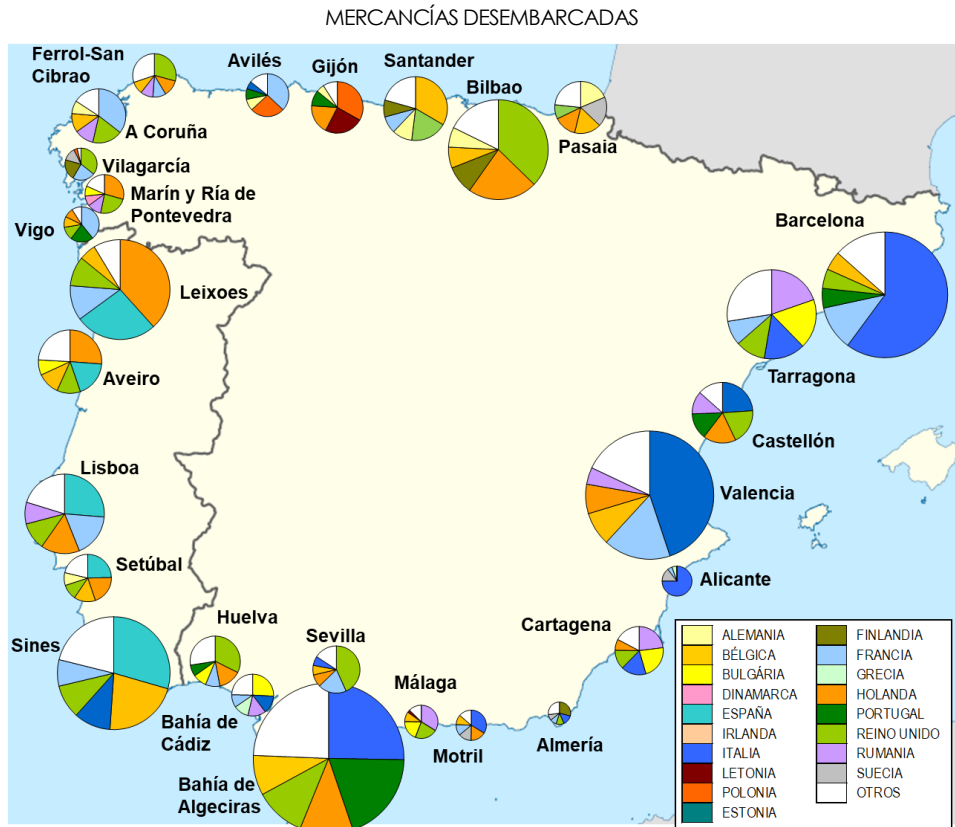 MERCANCÍAS DESEMBARCADAS
Ferrol-San
Cibrao
Avilés
Gijón
Santander
Bilbao
A Coruña
Pasaia
Vilagarcía
Marín y Ría de
Pontevedra
Vigo
Barcelona
Leixoes
Tarragona
Aveiro
Castellón
Lisboa
Valencia
Setúbal
Alicante
Huelva
Cartagena
Sines
Sevilla
Málaga
Bahía de
Cádiz
Motril
Almería
Bahía de
Algeciras
ALEMANIA
BÉLGICA
BULGÁRIA
DINAMARCA
ESPAÑA
IRLANDA
ITALIA
LETONIA
POLONIA
ESTONIA
FINLANDIA
FRANCIA
GRECIA
HOLANDA
PORTUGAL
REINO UNIDO
RUMANIA
SUECIA
OTROS